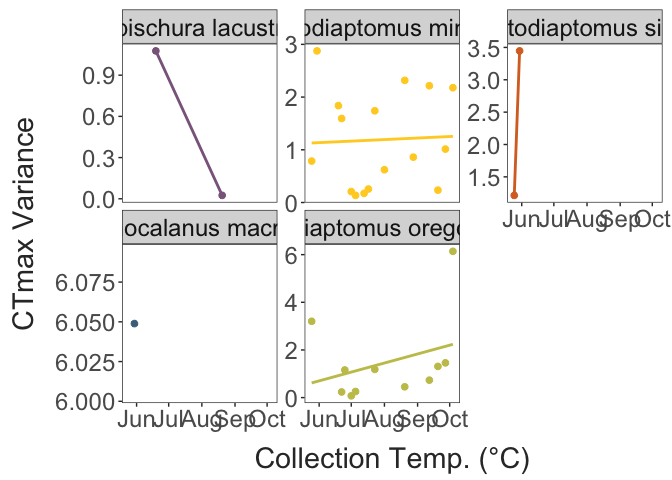 pischura lacustr
odiaptomus min
todiaptomus si
CTmax Variance
0.9
0.6
0.3
0.0
3
2
1
0
3.5
3.0
2.5
2.0
1.5
Jun Jul Aug Sep Oct
ocalanus macr
iaptomus orego
6.075
6.050
6.025
6.000
6
4
2
0
Jun Jul Aug Sep Oct
Jun Jul Aug Sep Oct
Collection Temp. (°C)